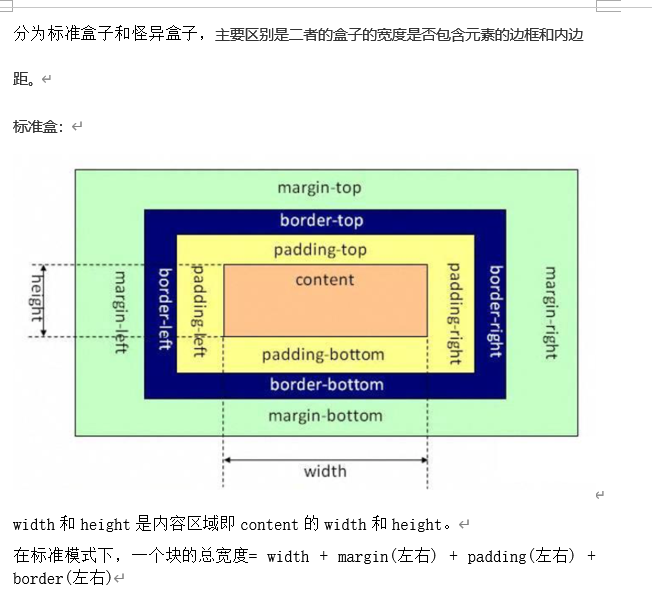 分为标准盒子和怪异盒子，主要区别是二者的盒子的宽度是否包含元素的边框和内边
距。
标准盒：
margin-top
border-top
padding-top
content
height
margin-left
border-left
padding-left
padding-right
border-right
margin-right
padding-bottom
border-bottom
margin-bottom
width
width 和 height 是内容区域即 content 的 width 和 height。
在标准模式下，一个块的总宽度= width + margin(左右) + padding(左右) +
border(左右)